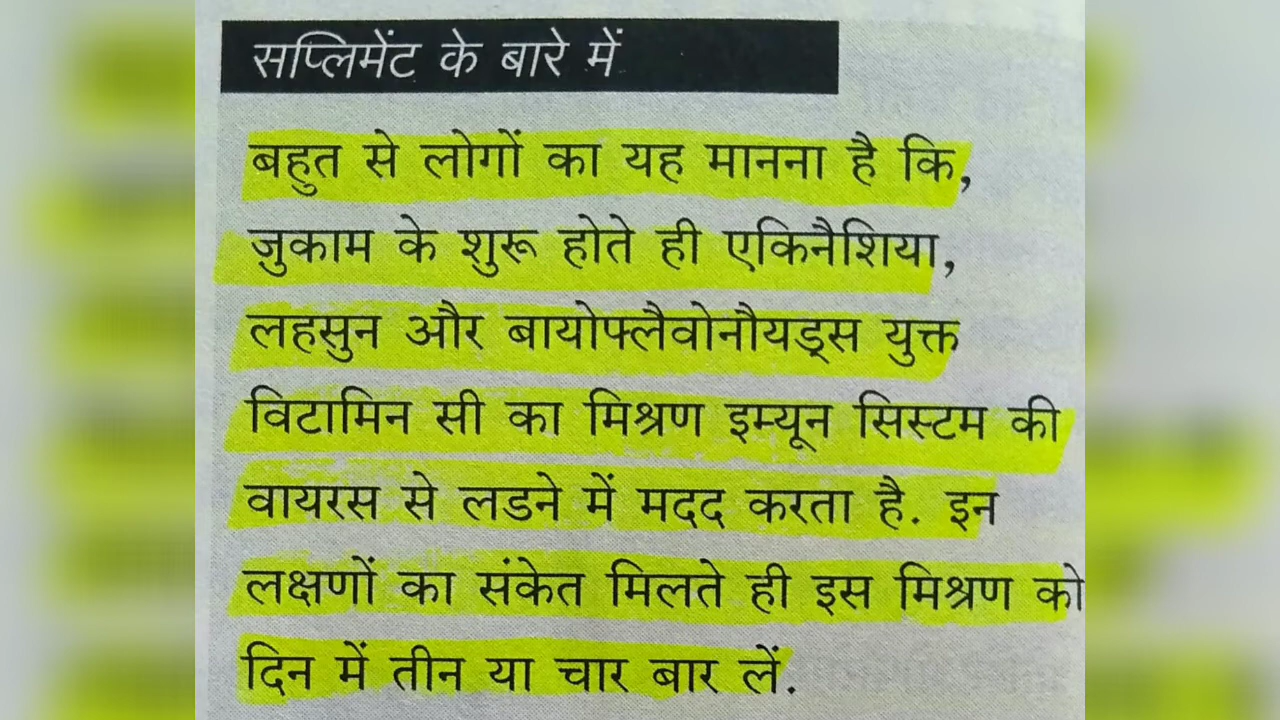 सप्लिमेंट के बारे में
बहुत से लोगों का यह मानना है कि,
ज़ुकाम के शुरू होते ही एकिनैशिया,
लहसुन और बायोफ्लैवोनौयड्स युक्त
विटामिन सी का मिश्रण इम्यून सिस्टम की
वायरस से लडने में मदद करता है. इन
लक्षणों का संकेत मिलते ही इस मिश्रण को
दिन में तीन या चार बार लें.